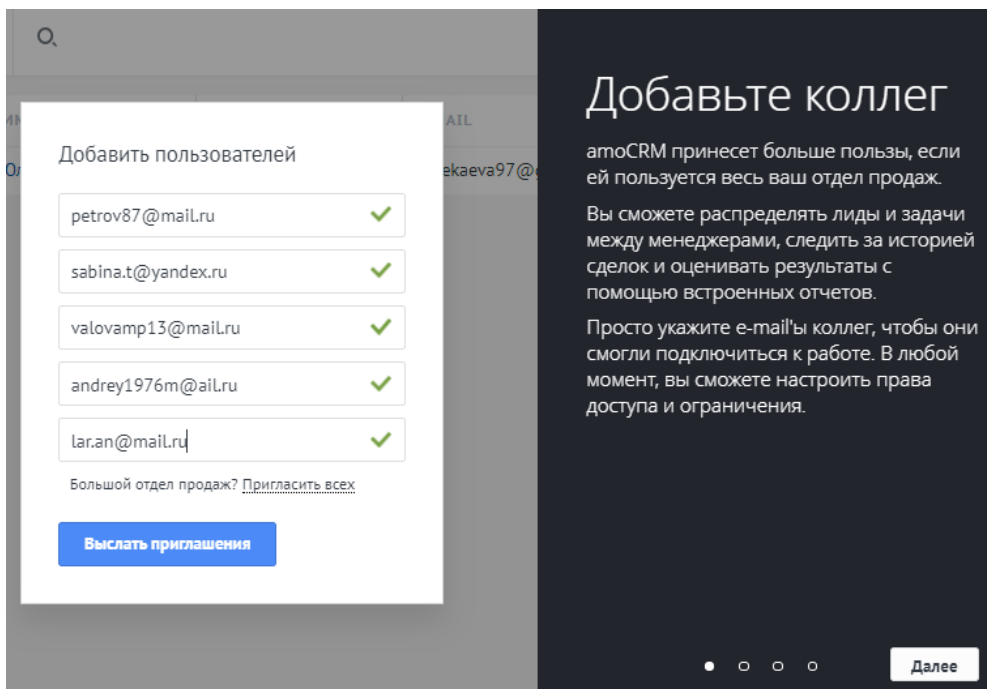 AIL
ekaeva97@
Добавить пользователей
petrov87@mail.ru
sabina.t@yandex.ru
valovamp13@mail.ru
andrey1976m@ail.ru
lar.an@mail.ru
Большой отдел продаж? Пригласить всех
Выслать приглашения
Добавьте коллег
amoCRM принесет больше пользы, если
ей пользуется весь ваш отдел продаж.
Вы сможете распределять лиды и задачи
между менеджерами, следить за историей
сделок и оценивать результаты с
помощью встроенных отчетов.
Просто укажите e-mail'ы коллег, чтобы они
смогли подключиться к работе. В любой
момент, вы сможете настроить права
доступа и ограничения.
Далее